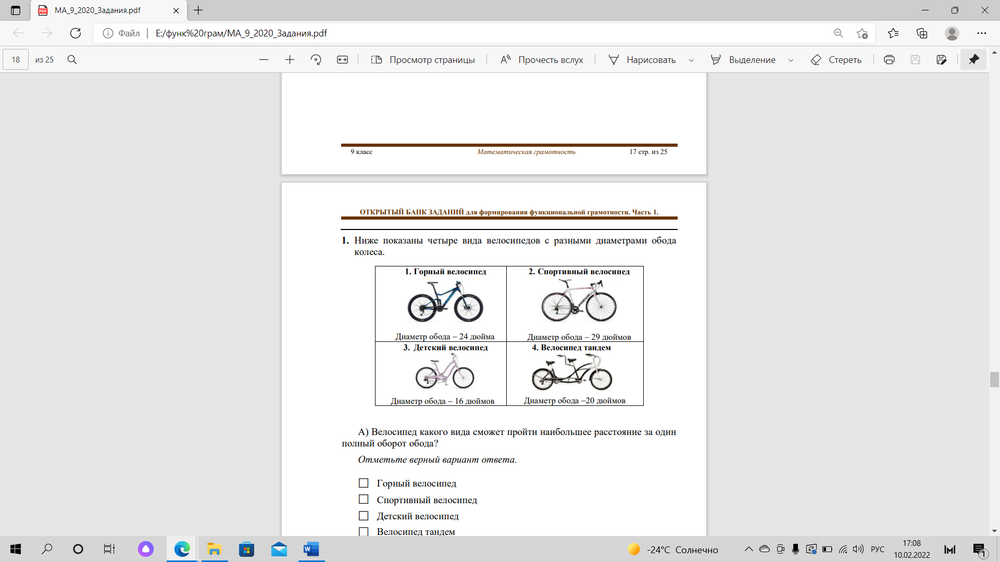 МА_9_2020_Задания.pdf
Файл
E:/функ%20грам/МА_9_2020_Задания.pdf
18 из 25
Просмотр страницы
Прочесть вслух
Нарисовать
Выделение
Стереть
9 класс Математическая грамотность 17 стр. из 25
ОТКРЫТЫЙ БАНК ЗАДАНИЙ для формирования функциональной грамотности. Часть 1.
1. Ниже показаны четыре вида велосипедов с разными диаметрами обода
колеса.
1. Горный велосипед
Диаметр обода – 24 дюйма
2. Спортивный велосипед
Диаметр обода – 29 дюймов
3. Детский велосипед
Диаметр обода – 16 дюймов
4. Велосипед тандем
Диаметр обода –20 дюймов
А) Велосипед какого вида сможет пройти наибольшее расстояние за один
полный оборот обода?
Отметьте верный вариант ответа.
Горный велосипед
Спортивный велосипед
Детский велосипед
Велосипед тандем
-24°C Солнечно
РУС
17:08
10.02.2022
1